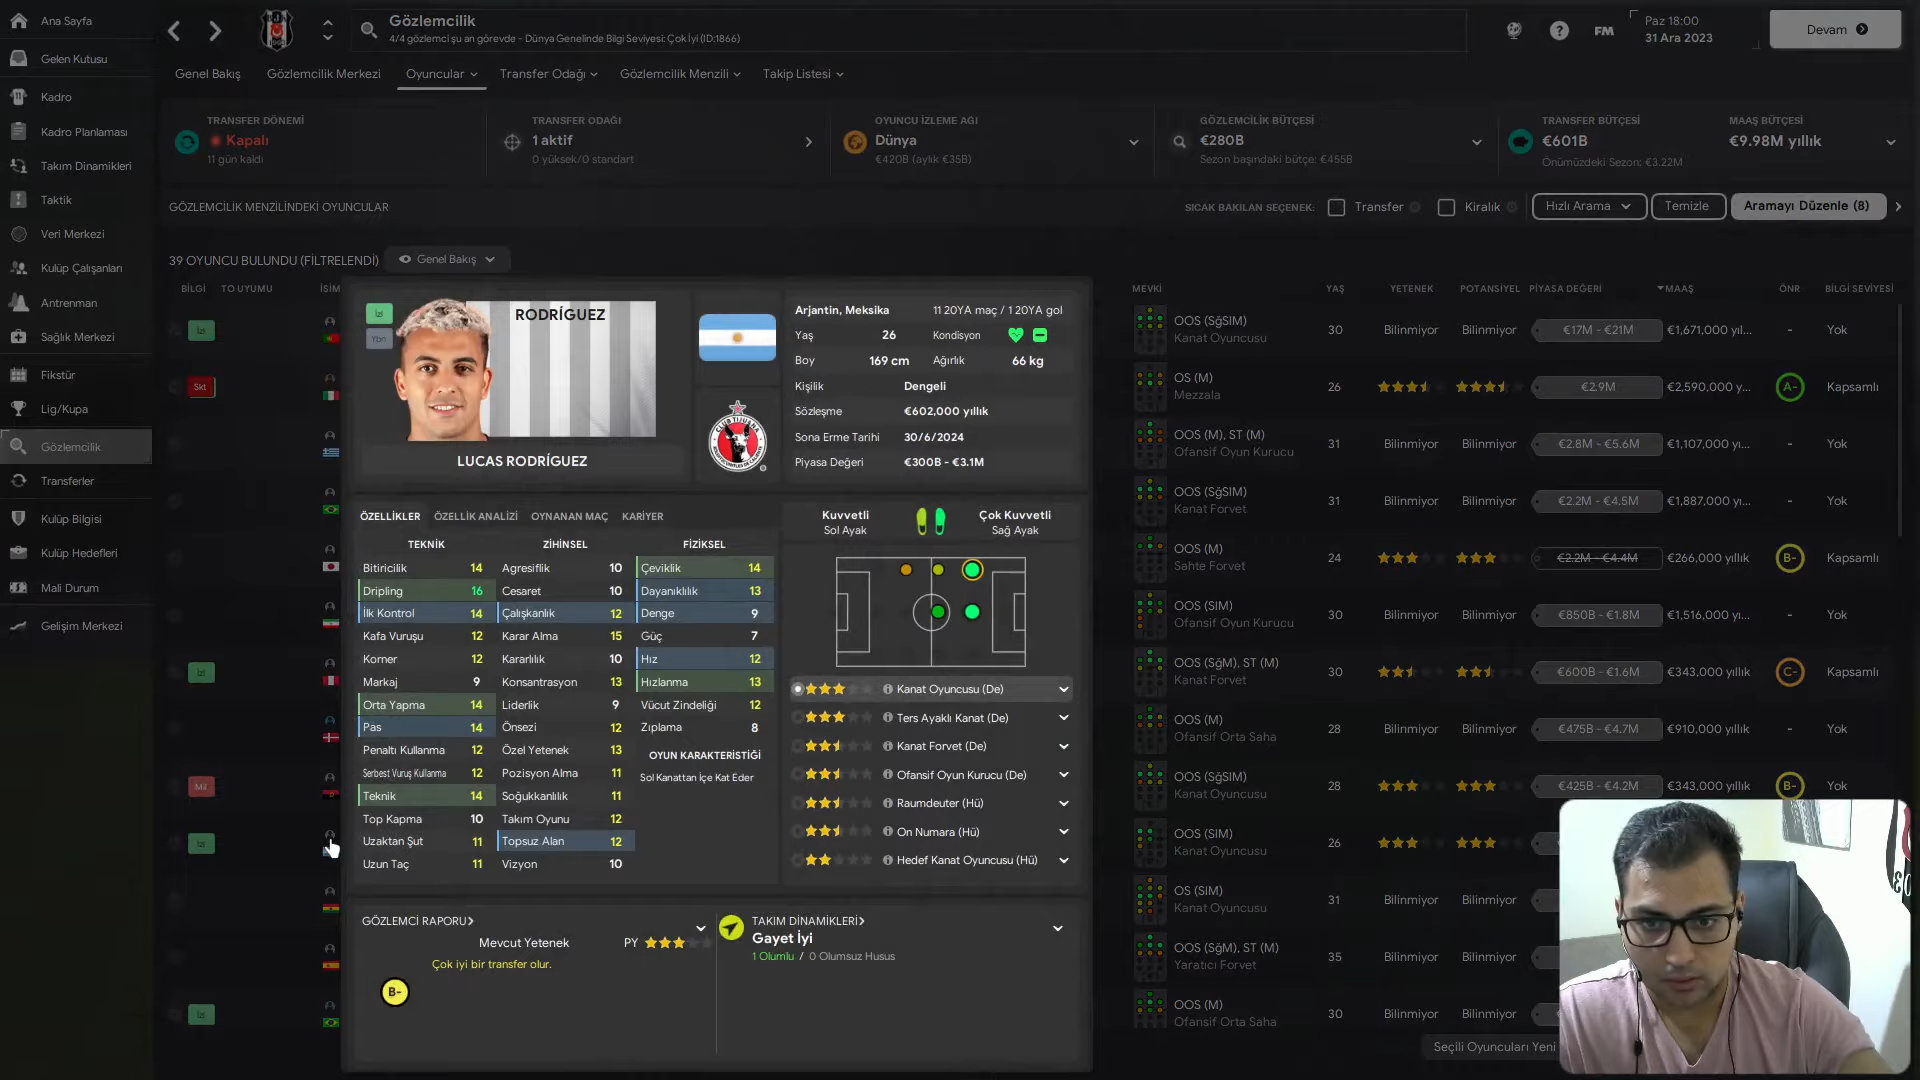 Ana Sayfa
Gelen Kutusu
Kadro
Kadro Planlaması
Takım Dinamikleri
Taktik
Veri Merkezi
Kulüp Çalışanları
Antrenman
Sağlık Merkezi
Fikstür
Lig/Kupa
Gözlemcilik
Transferler
Kulüp Bilgisi
Kulüp Hedefleri
Mali Durum
Gelişim Merkezi
Gözlemcilik
4/4 gözlemci şu an görevde - Dünya Genelinde Bilgi Seviyesi: Çok İyi (ID:1866)
FM
Paz 18:00
31 Ara 2023
Devam
Genel Bakış
Gözlemcilik Merkezi
Oyuncular
Transfer Odağı
Gözlemcilik Menzili
Takip Listesi
TRANSFER DÖNEMİ
Kapalı
11 gün kaldı
TRANSFER ODAĞI
1 aktif
0 yüksek/0 standart
OYUNCU İZLEME AĞI
Dünya
€420B (aylık €35B)
GÖZLEMCİLİK BÜTÇESİ
€280B
Sezon başındaki bütçe: €455B
TRANSFER BÜTÇESİ
€601B
Önümüzdeki Sezon: €3.22M
MAAŞ BÜTÇESİ
€9.98M yıllık
GÖZLEMCİLİK MENZİLİNDEKİ OYUNCULAR
SICAK BAKILAN SEÇENEK:
Transfer
Kiralık
Hızlı Arama
Temizle
Aramayı Düzenle (8)
39 OYUNCU BULUNDU (FİLTRELENDİ)
Genel Bakış
BİLGİ TO UYUMU İSİM
MEVKİ YAŞ YETENEK POTANSİYEL PİYASA DEĞERİ MAAŞ ÖNR BİLGİ SEVİYESİ
İzl
Skt
İzl
Mil
İzl
İzl
OOS (SğSIM)
Kanat Oyuncusu
30 Bilinmiyor Bilinmiyor €17M - €21M €1,671,000 yıl... - Yok
OS (M)
Mezzala
26 €2.9M €2,590,000 y... A- Kapsamlı
OOS (M), ST (M)
Ofansif Oyun Kurucu
31 Bilinmiyor Bilinmiyor €2.8M - €5.6M €1,107,000 yıl... - Yok
OOS (SğSIM)
Kanat Forvet
31 Bilinmiyor Bilinmiyor €2.2M - €4.5M €1,887,000 yıl... - Yok
OOS (M)
Sahte Forvet
24 €2.2M - €4.4M €266,000 yıllık B- Kapsamlı
OOS (SIM)
Ofansif Oyun Kurucu
30 Bilinmiyor Bilinmiyor €850B - €1.8M €1,516,000 yıl... - Yok
OOS (SğM), ST (M)
Kanat Forvet
30 €600B - €1.6M €343,000 yıllık C- Kapsamlı
OOS (M)
Ofansif Orta Saha
28 Bilinmiyor Bilinmiyor €475B - €4.7M €910,000 yıllık - Yok
OOS (SğSIM)
Kanat Oyuncusu
28 €425B - €4.2M €343,000 yıllık B- Yok
OOS (SIM)
Kanat Oyuncusu
26
OS (SIM)
Kanat Oyuncusu
31 Bilinmiyor Bilinmiyor
OOS (SğM), ST (M)
Yaratıcı Forvet
35 Bilinmiyor Bilinmiyor
OOS (M)
Ofansif Orta Saha
30 Bilinmiyor Bilinmiyor
Seçili Oyuncuları Yeni
İzl
Ybn
RODRÍGUEZ
LUCAS RODRÍGUEZ
CLUB TIJUANA
Arjantin, Meksika 11 20YA maç / 1 20YA gol
Yaş 26 Kondisyon
Boy 169 cm Ağırlık 66 kg
Kişilik Dengeli
Sözleşme €602,000 yıllık
Sona Erme Tarihi 30/6/2024
Piyasa Değeri €300B - €3.1M
ÖZELLİKLER ÖZELLİK ANALİZİ OYNANAN MAÇ KARİYER
TEKNİK
Bitiricilik 14
Dripling 16
İlk Kontrol 14
Kafa Vuruşu 12
Korner 12
Markaj 9
Orta Yapma 14
Pas 14
Penaltı Kullanma 12
Serbest Vuruş Kullanma 12
Teknik 14
Top Kapma 10
Uzaktan Şut 11
Uzun Taç 11
ZİHİNSEL
Agresiflik 10
Cesaret 10
Çalışkanlık 12
Karar Alma 15
Kararlılık 10
Konsantrasyon 13
Liderlik 9
Önsezi 12
Özel Yetenek 13
Pozisyon Alma 11
Soğukkanlılık 11
Takım Oyunu 12
Topsuz Alan 12
Vizyon 10
FİZİKSEL
Çeviklik 14
Dayanıklılık 13
Denge 9
Güç 7
Hız 12
Hızlanma 13
Vücut Zindeliği 12
Zıplama 8
OYUN KARAKTERİSTİĞİ
Sol Kanattan İçe Kat Eder
Kuvvetli
Sol Ayak
Çok Kuvvetli
Sağ Ayak
Kanat Oyuncusu (De)
Ters Ayaklı Kanat (De)
Kanat Forvet (De)
Ofansif Oyun Kurucu (De)
Raumdeuter (Hü)
On Numara (Hü)
Hedef Kanat Oyuncusu (Hü)
GÖZLEMCİ RAPORU
Mevcut Yetenek PY
Çok iyi bir transfer olur.
B-
TAKIM DİNAMİKLERİ
Gayet İyi
1 Olumlu / 0 Olumsuz Husus